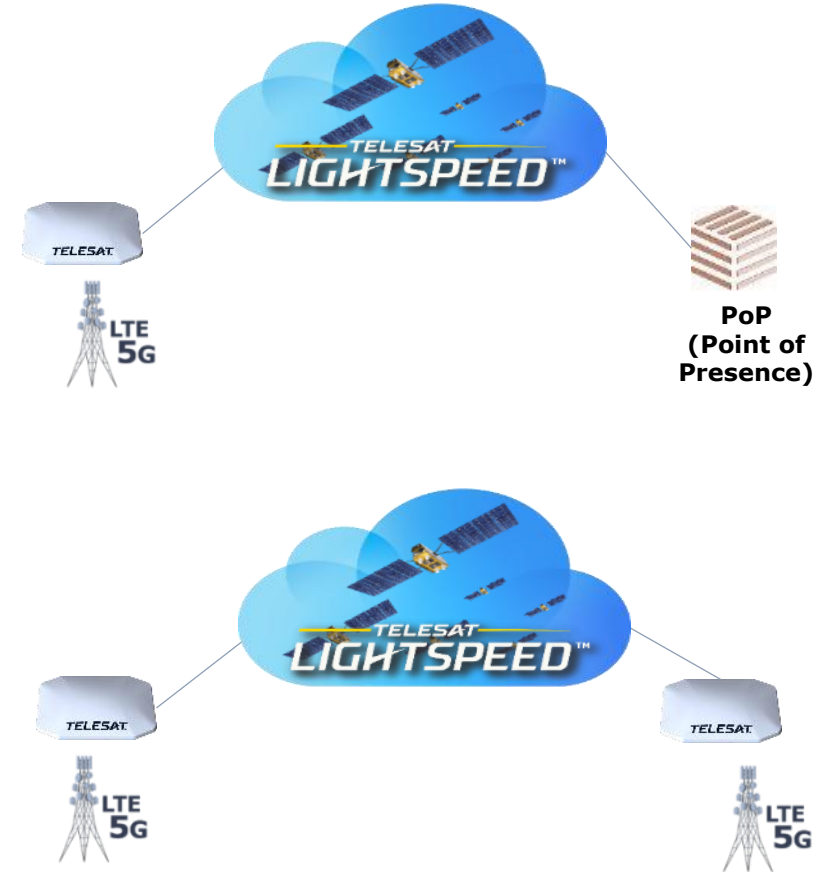 TELESAT
LIGHTSPEED™
TELESAT
LTE
5G
PoP
(Point of
Presence)
TELESAT
LIGHTSPEED™
TELESAT
TELESAT
LTE
5G
LTE
5G